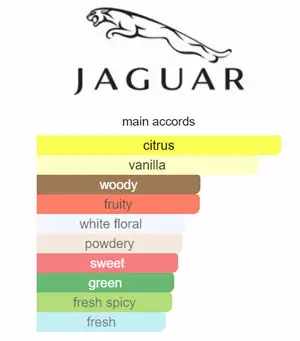 JAGUAR
main accords
citrus
vanilla
woody
fruity
white floral
powdery
sweet
green
fresh spicy
fresh